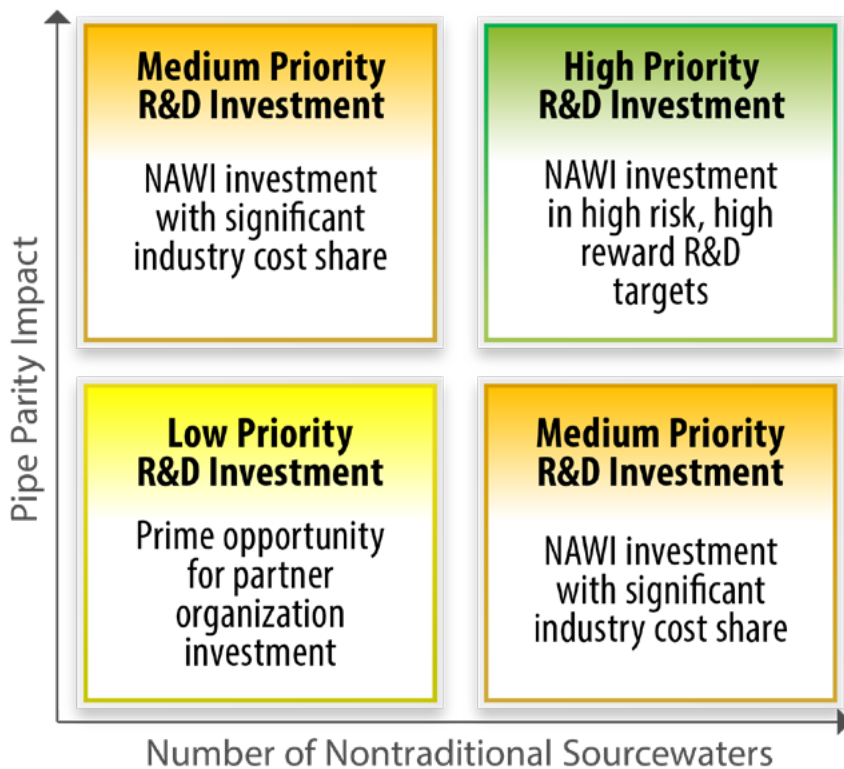 Medium Priority
R&D Investment
NAWI investment
with significant
industry cost share
High Priority
R&D Investment
NAWI investment
in high risk, high
reward R&D
targets
Low Priority
R&D Investment
Prime opportunity
for partner
organization
investment
Medium Priority
R&D Investment
NAWI investment
with significant
industry cost share
Pipe Parity Impact
Number of Nontraditional Sourcewaters